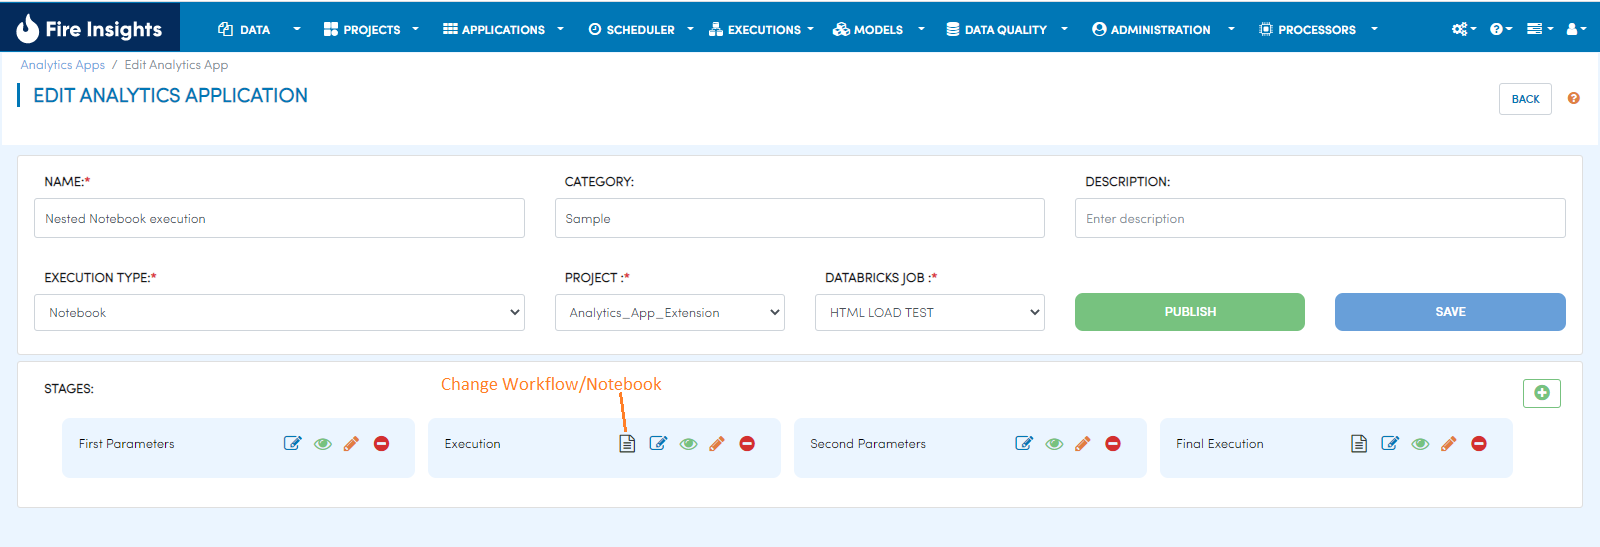 Fire Insights DATA PROJECTS APPLICATIONS SCHEDULER EXECUTIONS MODELS DATA QUALITY ADMINISTRATION PROCESSORS
Analytics Apps / Edit Analytics App
EDIT ANALYTICS APPLICATION
BACK
NAME:* CATEGORY: DESCRIPTION:
Nested Notebook execution Sample Enter description
EXECUTION TYPE:* PROJECT :* DATABRICKS JOB :*
Notebook Analytics_App_Extension HTML LOAD TEST PUBLISH SAVE
STAGES:
Change Workflow/Notebook
First Parameters Execution Second Parameters Final Execution